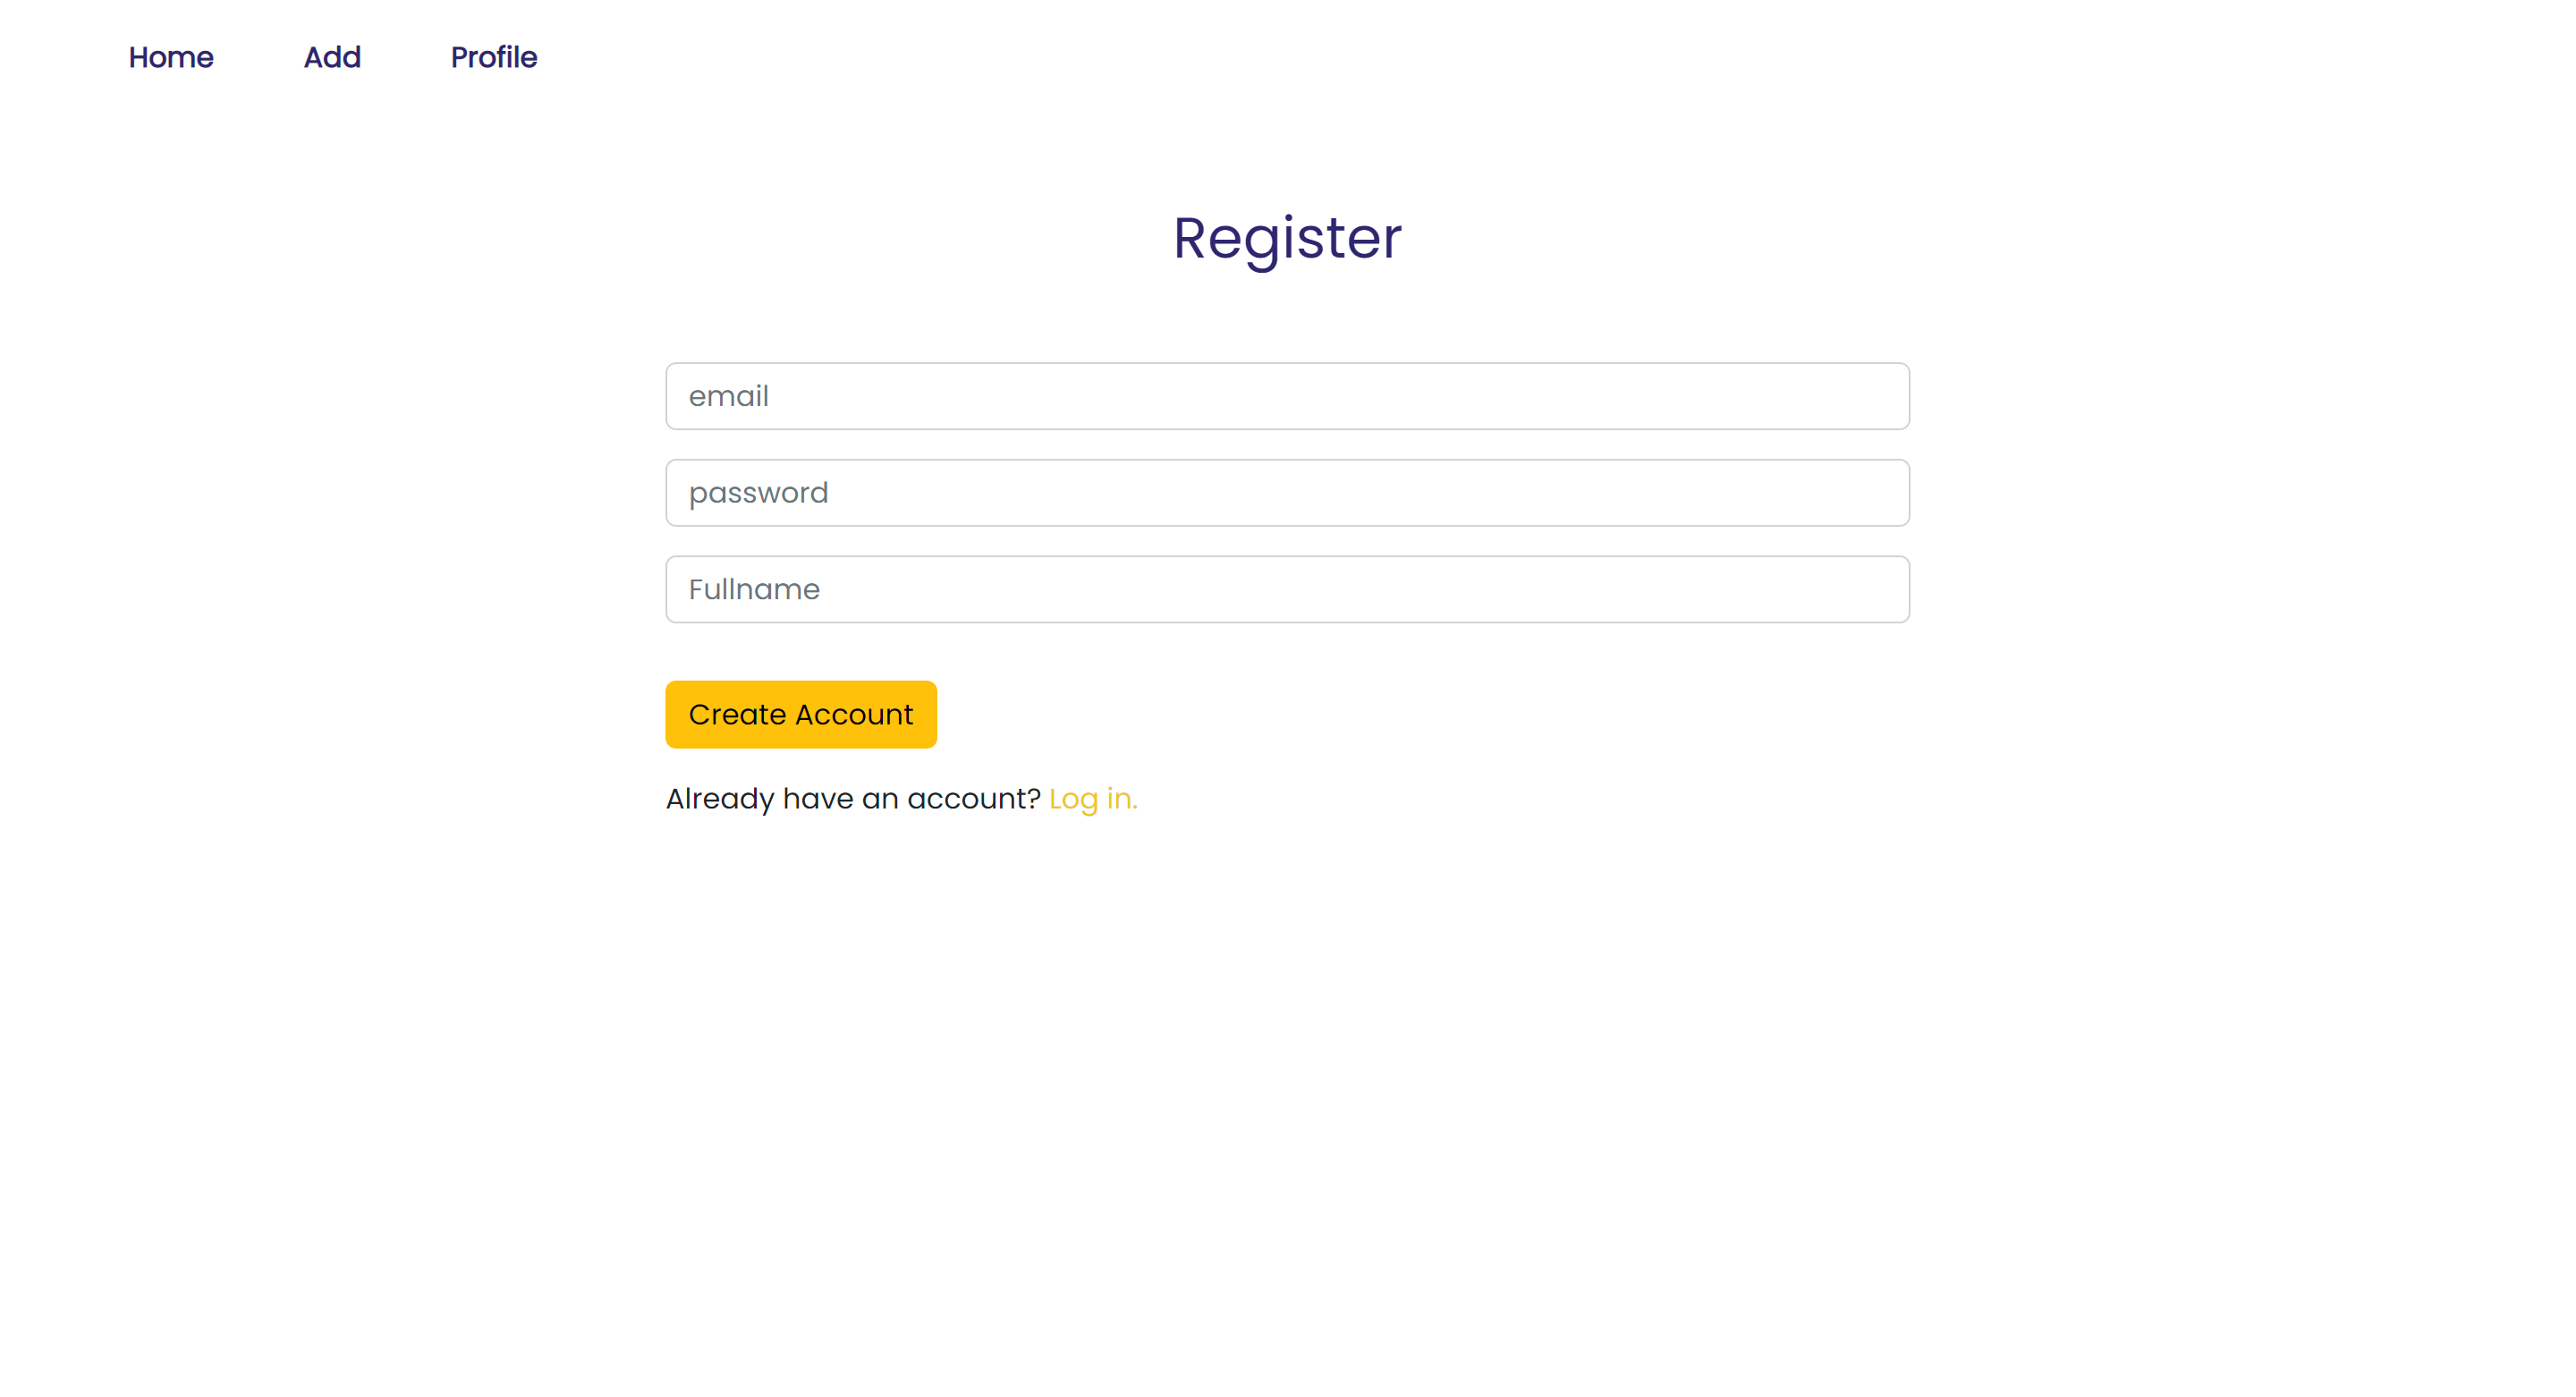 Home Add Profile
Register
email
password
Fullname
Create Account
Already have an account? Log in.